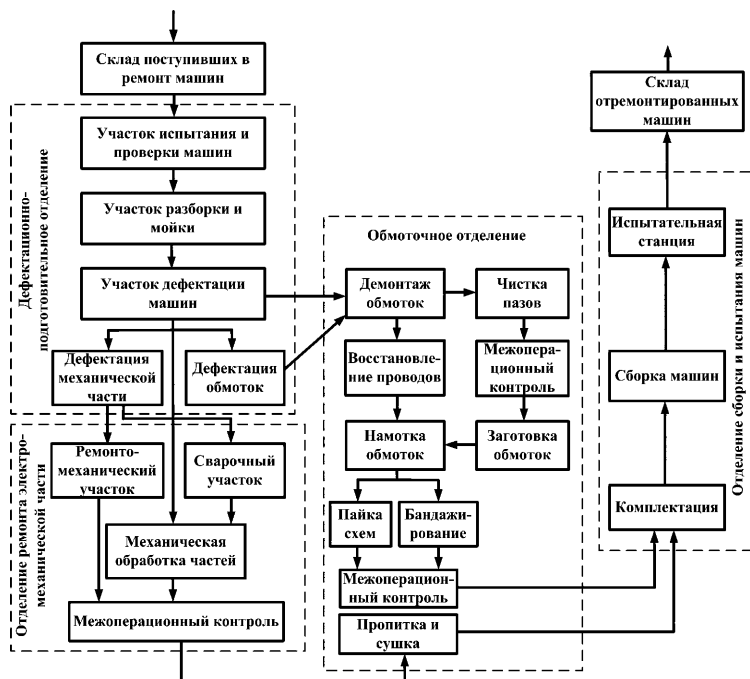 Склад поступивших в
ремонт машин
Дефектационно-
подготовительное отделение
Участок испытания и
проверки машин
Участок разборки и
мойки
Участок дефектации
машин
Дефектация
механической
части
Дефектация
обмоток
Отделение ремонта электро-
механической части
Ремонто-
механический
участок
Сварочный
участок
Механическая
обработка частей
Межоперационный контроль
Обмоточное отделение
Демонтаж
обмоток
Чистка
пазов
Восстановле-
ние проводов
Межопера-
ционный
контроль
Намотка
обмоток
Заготовка
обмоток
Пайка
схем
Бандажи-
рование
Межоперацион-
ный контроль
Пропитка и
сушка
Склад
отремонтированных
машин
Испытательная
станция
Сборка машин
Комплектация
Отделение сборки и испытания машин